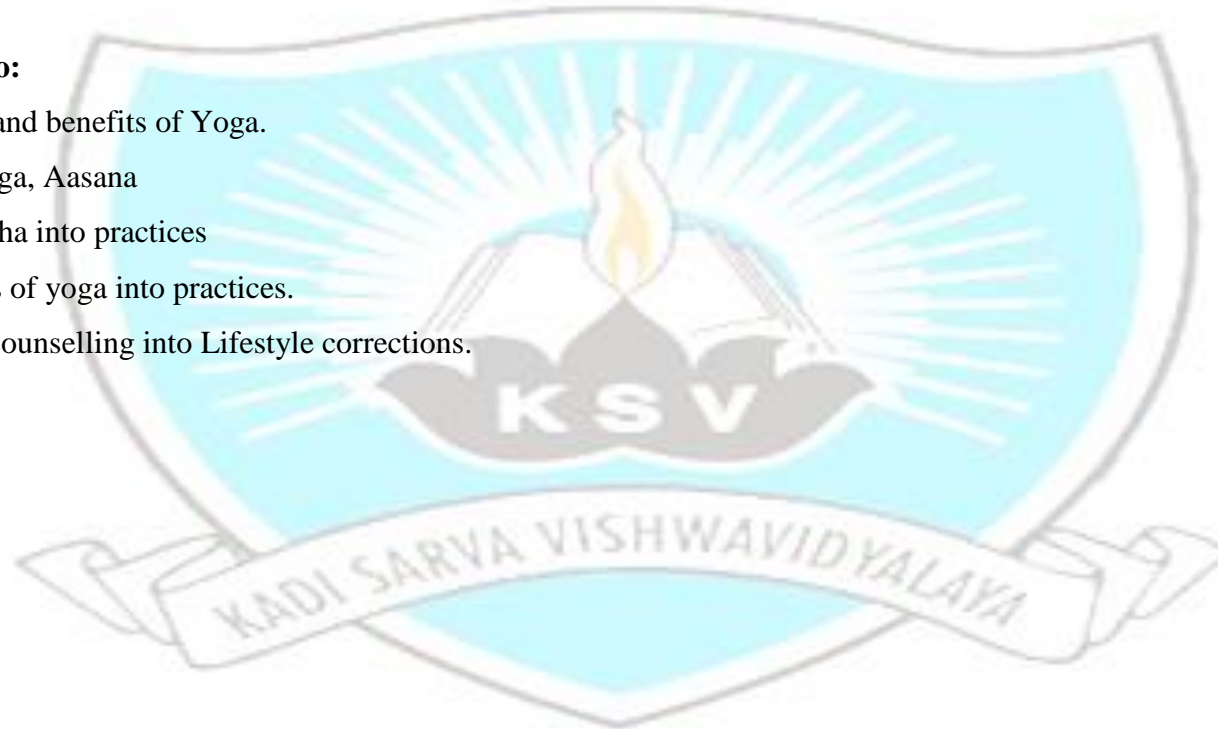 o:
and benefits of Yoga.
ga, Aasana
ha into practices
s of yoga into practices.
ounselling into Lifestyle corrections.
KSV
KADI SARVA VISHWAVIDYALAYA